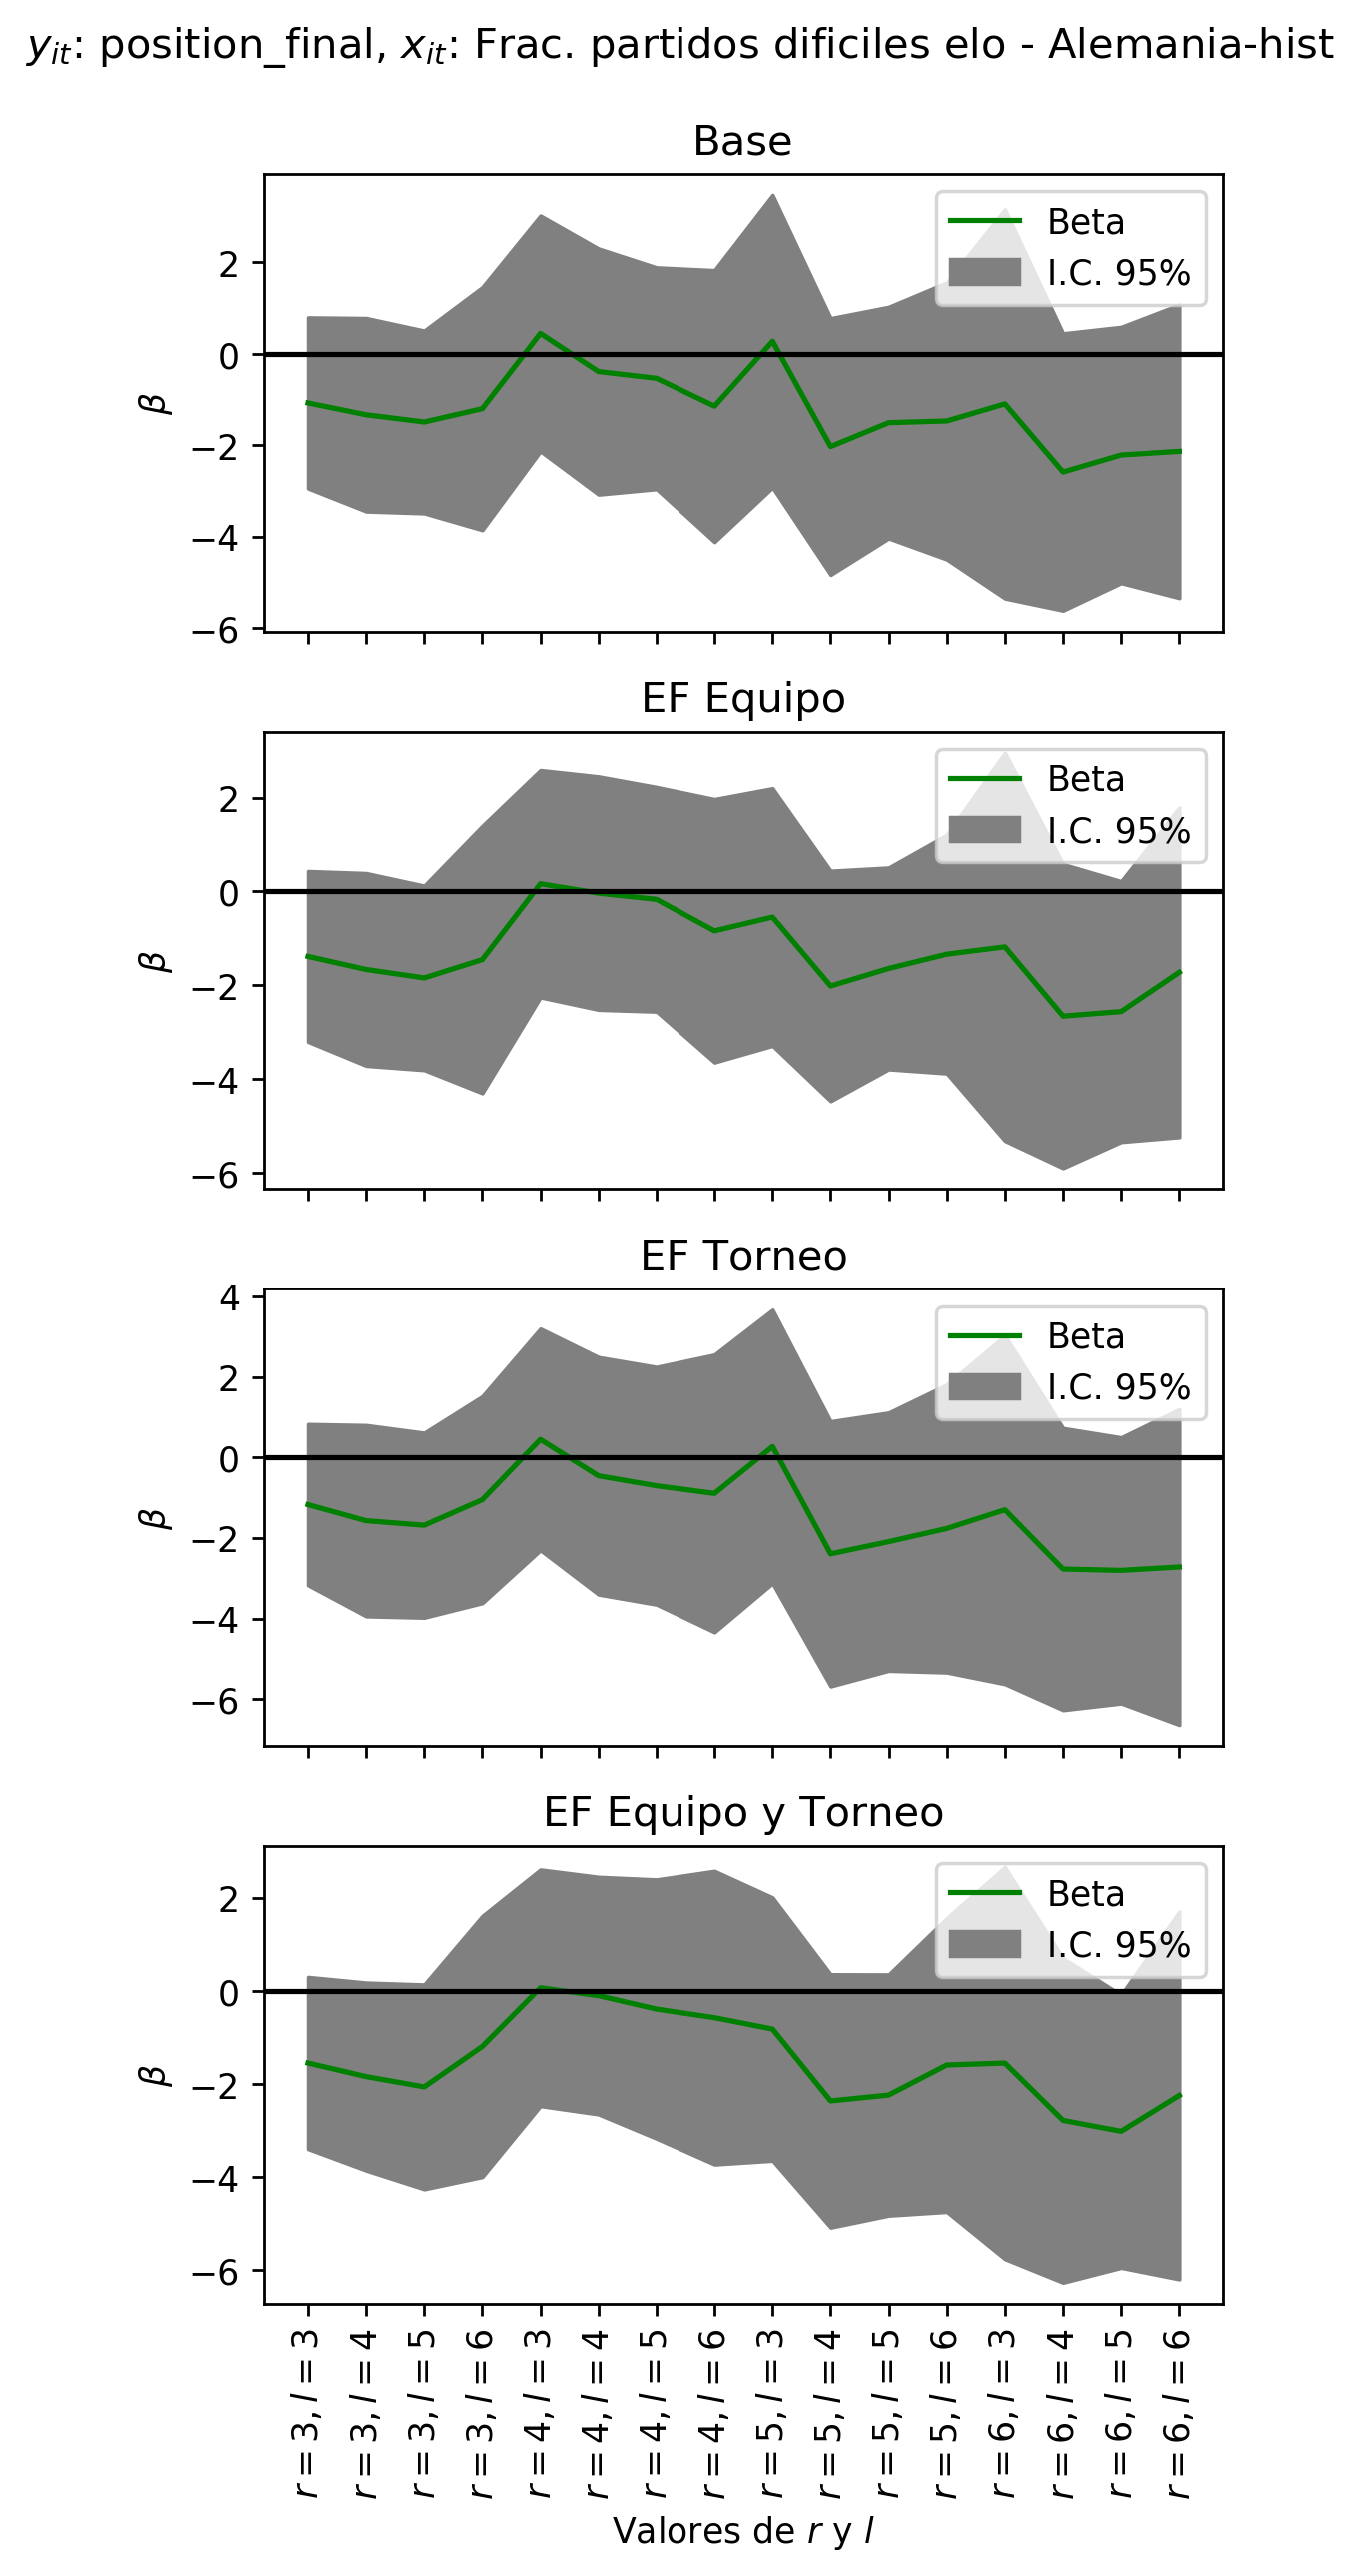 y_it: position_final, x_it: Frac. partidos dificiles elo - Alemania-hist
Base
Beta
I.C. 95%
2
0
−2
−4
−6
β
EF Equipo
Beta
I.C. 95%
2
0
−2
−4
−6
β
EF Torneo
Beta
I.C. 95%
4
2
0
−2
−4
−6
β
EF Equipo y Torneo
Beta
I.C. 95%
2
0
−2
−4
−6
β
r = 3, l = 3
r = 3, l = 4
r = 3, l = 5
r = 3, l = 6
r = 4, l = 3
r = 4, l = 4
r = 4, l = 5
r = 4, l = 6
r = 5, l = 3
r = 5, l = 4
r = 5, l = 5
r = 5, l = 6
r = 6, l = 3
r = 6, l = 4
r = 6, l = 5
r = 6, l = 6
Valores de r y l